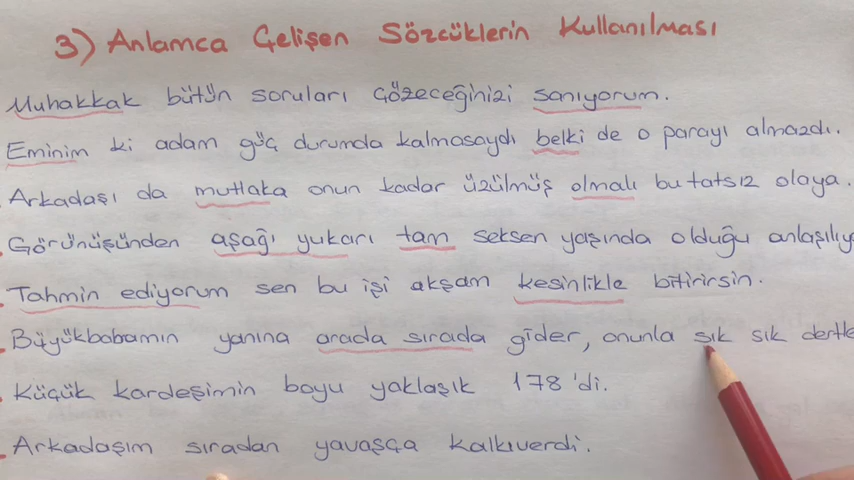 3) Anlamca Gelişen Sözcüklerin Kullanılması
Muhakkak bütün soruları çözeceğinizi sanıyorum.
Eminim ki adam güç durumda kalmasaydı belki de o parayı almazdı.
Arkadaşı da mutlaka onun kadar üzülmüş olmalı bu tatsız olaya.
Görünüşünden aşağı yukarı tam seksen yaşında olduğu
Tahmin ediyorum sen bu işi akşam kesinlikle bitirirsin.
Büyükbabamın yanına arada sırada gider, onunla sık sık
Küçük kardeşimin boyu yaklaşık 178'di.
Arkadaşım sıradan yavaşça kalkıverdi.